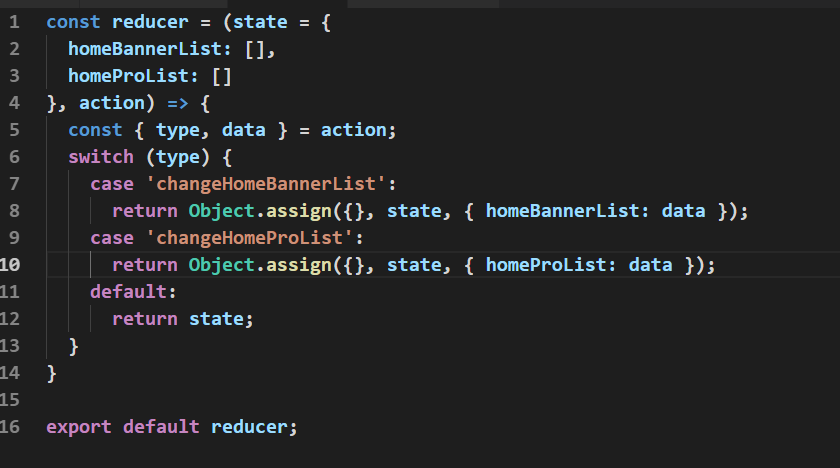 1 const reducer = (state = {
2   homeBannerList: [],
3   homeProList: []
4 }, action) => {
5   const { type, data } = action;
6   switch (type) {
7     case 'changeHomeBannerList':
8       return Object.assign({}, state, { homeBannerList: data });
9     case 'changeHomeProList':
10       return Object.assign({}, state, { homeProList: data });
11     default:
12       return state;
13   }
14 }
15
16 export default reducer;